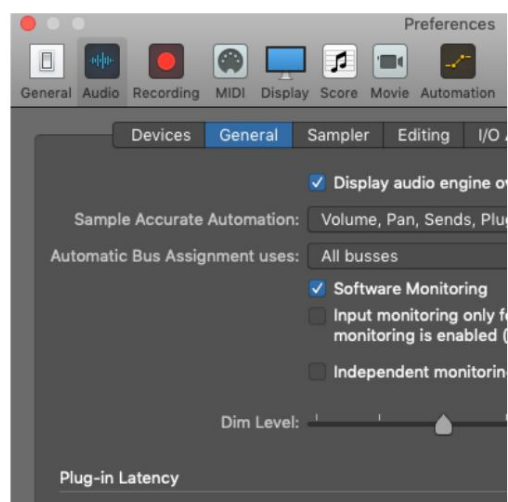 Preferences
General Audio Recording MIDI Display Score Movie Automation
Devices General Sampler Editing I/O
Display audio engine
Sample Accurate Automation: Volume, Pan, Sends,
Automatic Bus Assignment uses: All busses
Software Monitoring
Input monitoring only
monitoring is enabled
Independent
Dim Level:
Plug-in Latency